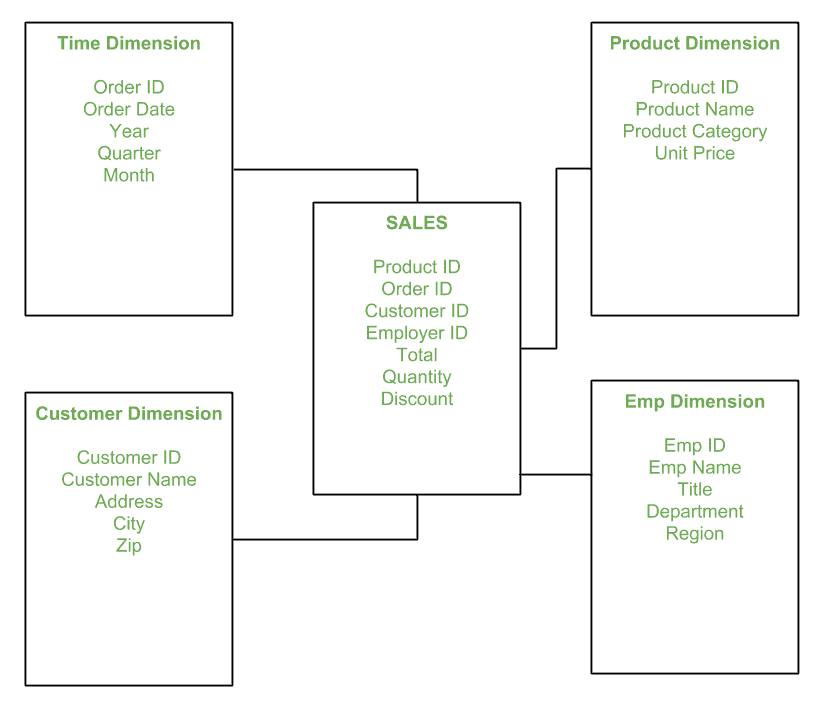 Time Dimension
Order ID
Order Date
Year
Quarter
Month
Product Dimension
Product ID
Product Name
Product Category
Unit Price
SALES
Product ID
Order ID
Customer ID
Employer ID
Total
Quantity
Discount
Customer Dimension
Customer ID
Customer Name
Address
City
Zip
Emp Dimension
Emp ID
Emp Name
Title
Department
Region